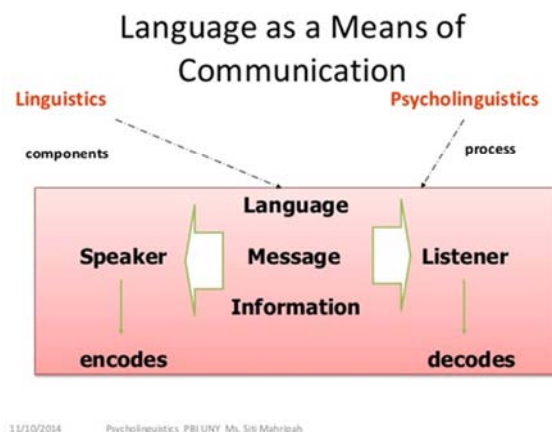 Language as a Means of
Communication
Linguistics
Psycholinguistics
components
process
Language
Speaker
Message
Listener
Information
encodes
decodes
11/10/2014
Psycholinguistics PBI UNY Ms. Siti Mahripah